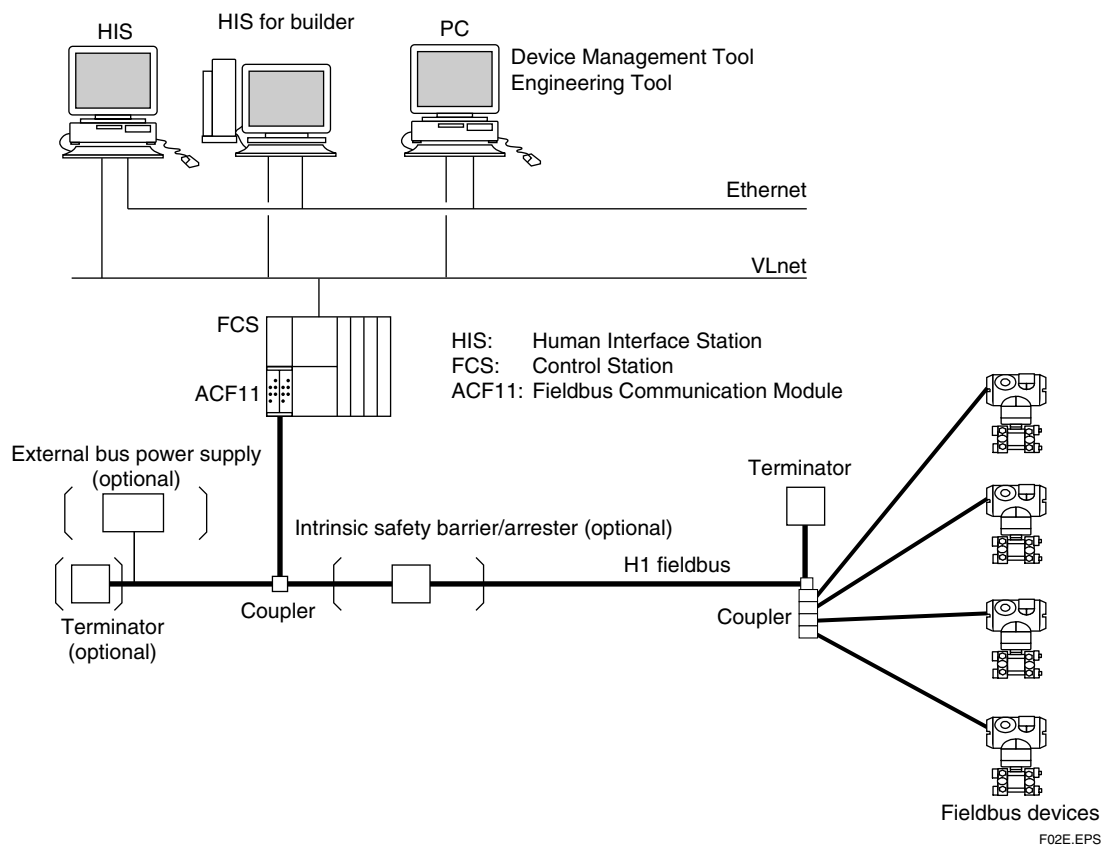 HIS
HIS for builder
PC
Device Management Tool
Engineering Tool
Ethernet
VLnet
FCS
ACF11
HIS: Human Interface Station
FCS: Control Station
ACF11: Fieldbus Communication Module
External bus power supply
(optional)
Terminator
Intrinsic safety barrier/arrester (optional)
H1 fieldbus
Coupler
Coupler
Terminator
(optional)
Fieldbus devices
F02E.EPS